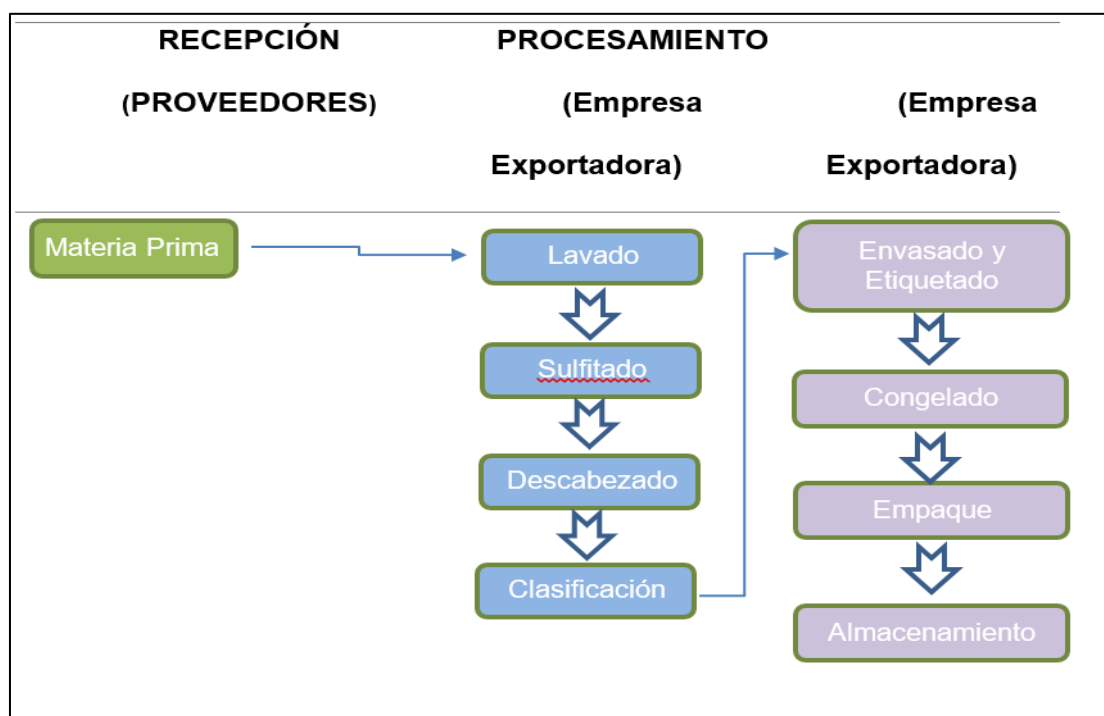 RECEPCIÓN PROCESAMIENTO
(PROVEEDORES) (Empresa (Empresa
Exportadora) Exportadora)
Materia Prima
Lavado
Sulfitado
Descabezado
Clasificación
Envasado y
Etiquetado
Congelado
Empaque
Almacenamiento